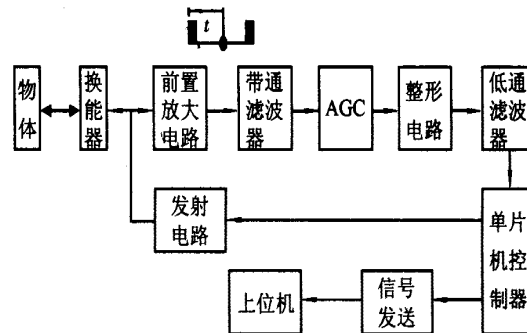 t
物
体
换
能
器
前置
放大
电路
带通
滤波
器
AGC
整形
电路
低通
滤波
器
发射
电路
单片
机控
制器
上位机
信号
发送